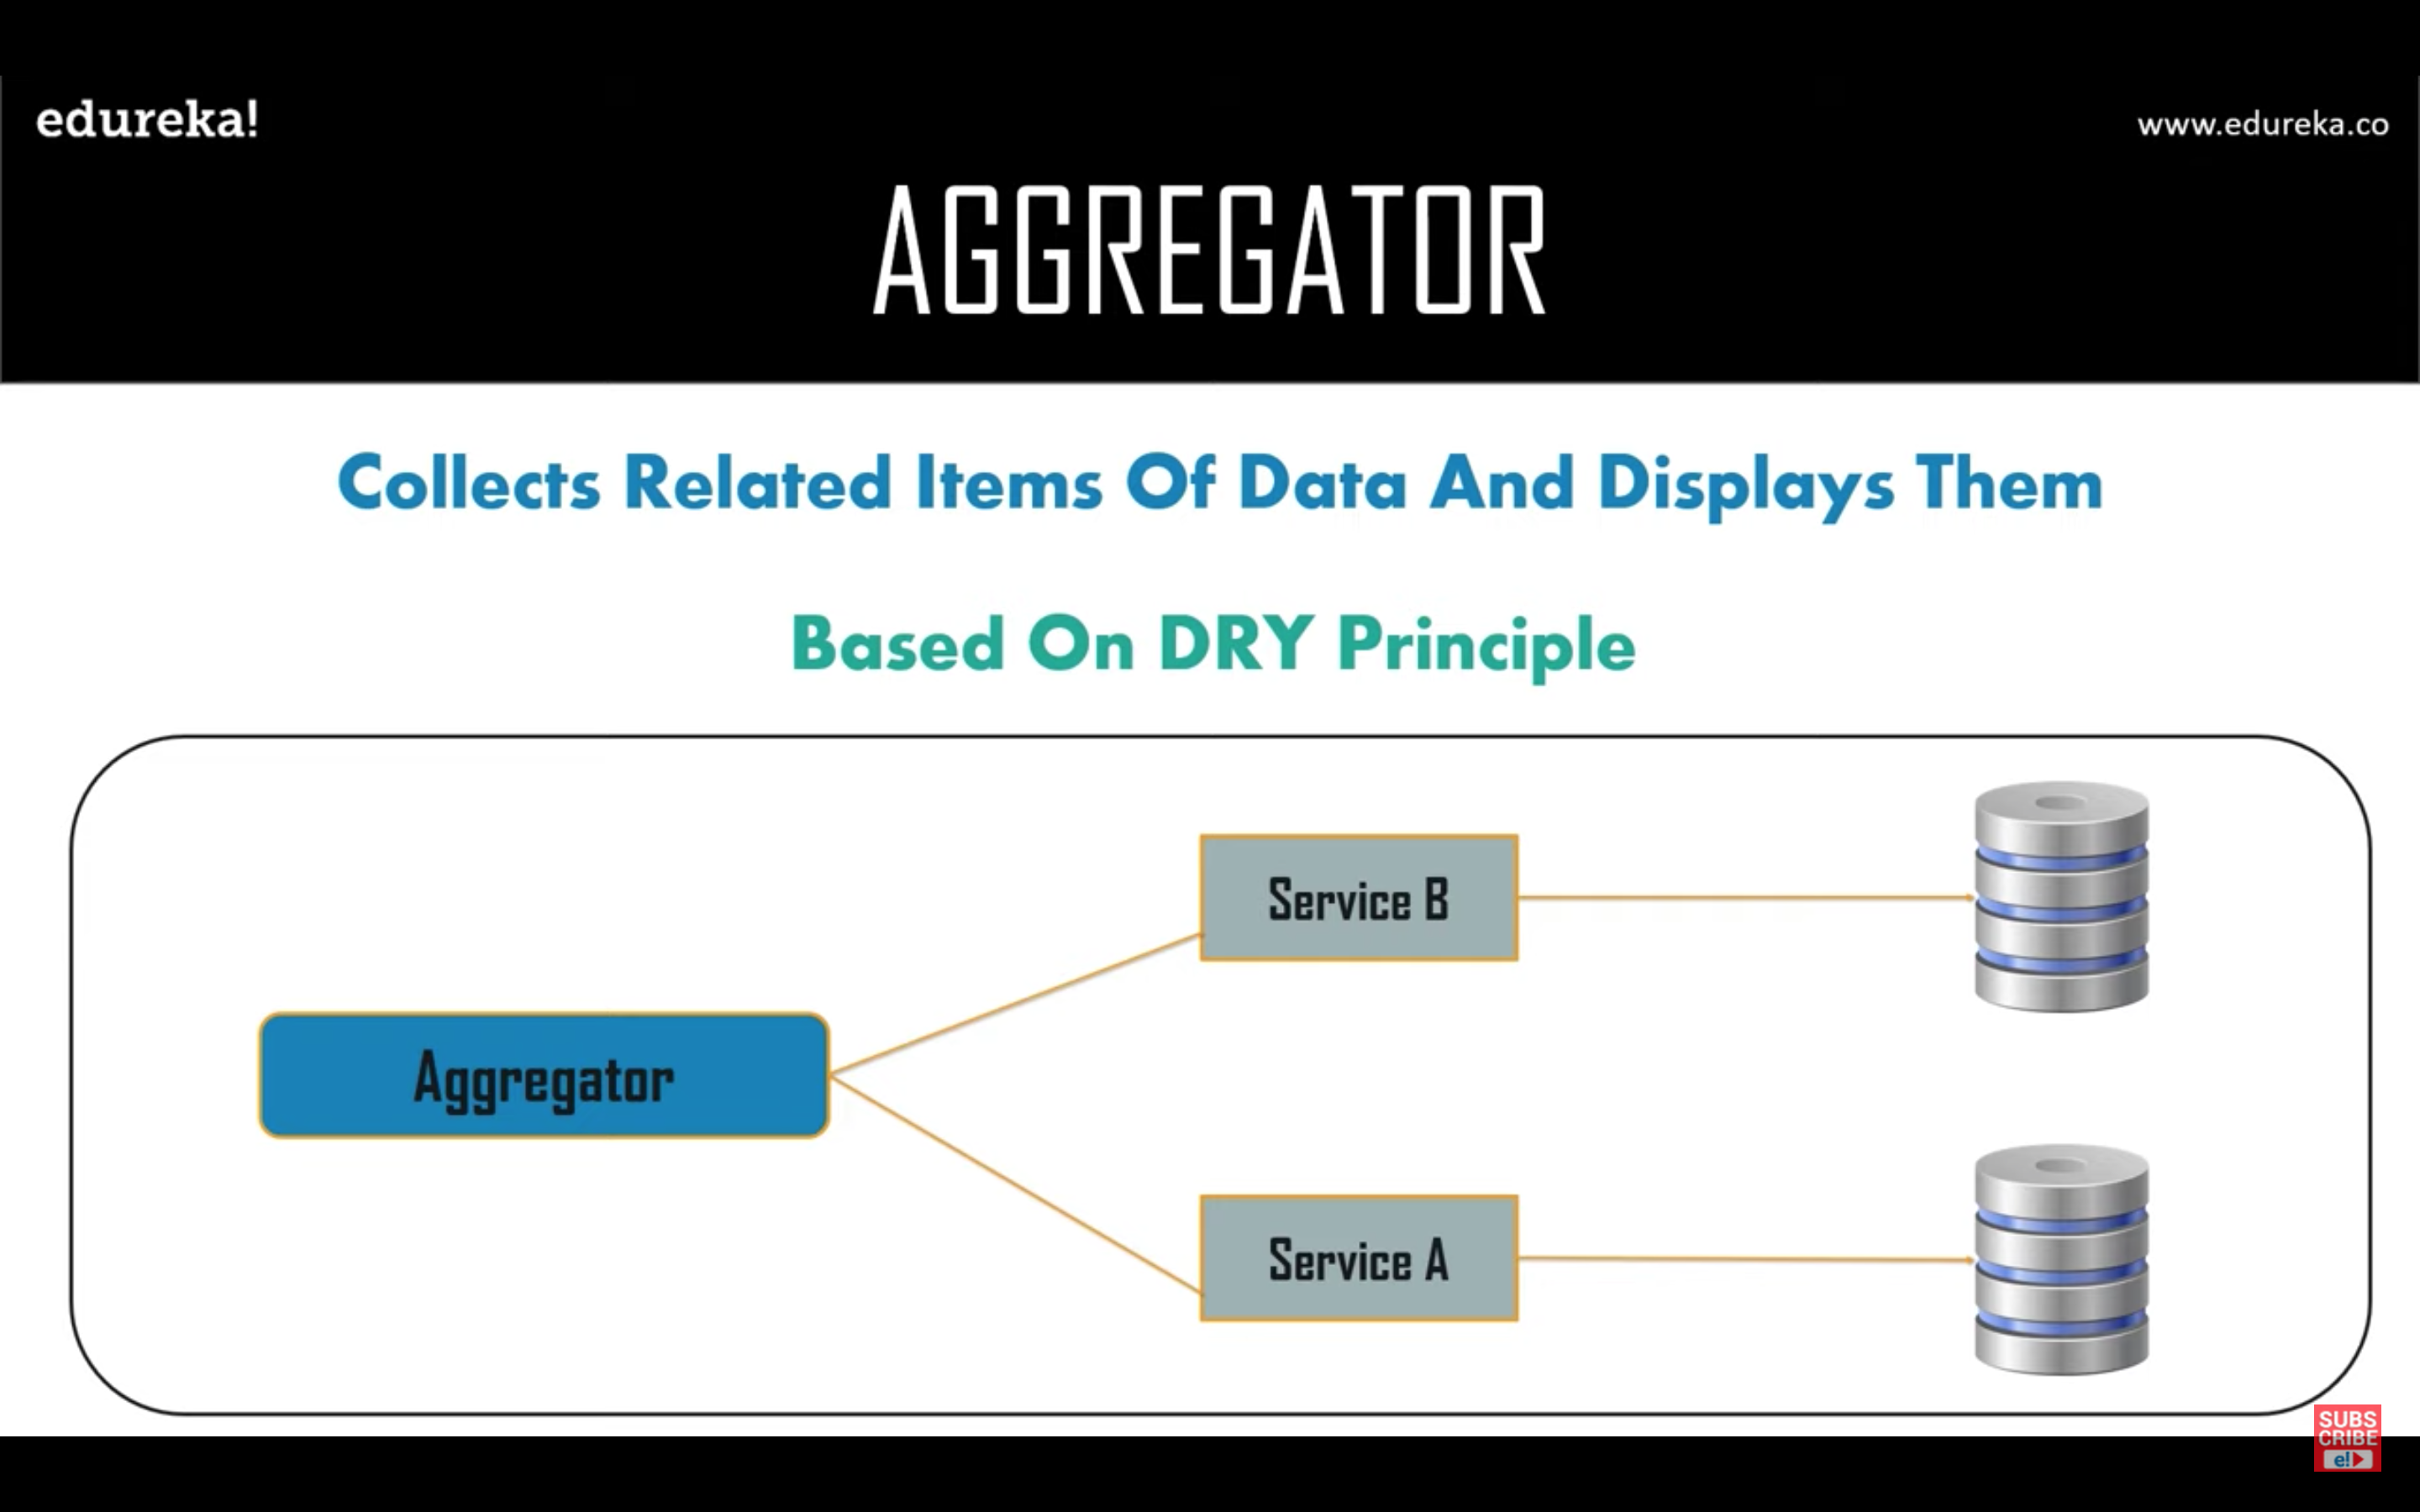 edureka!
www.edureka.co
AGGREGATOR
Collects Related Items Of Data And Displays Them
Based On DRY Principle
Service B
Aggregator
Service A
SUBS
CRIBE
e!